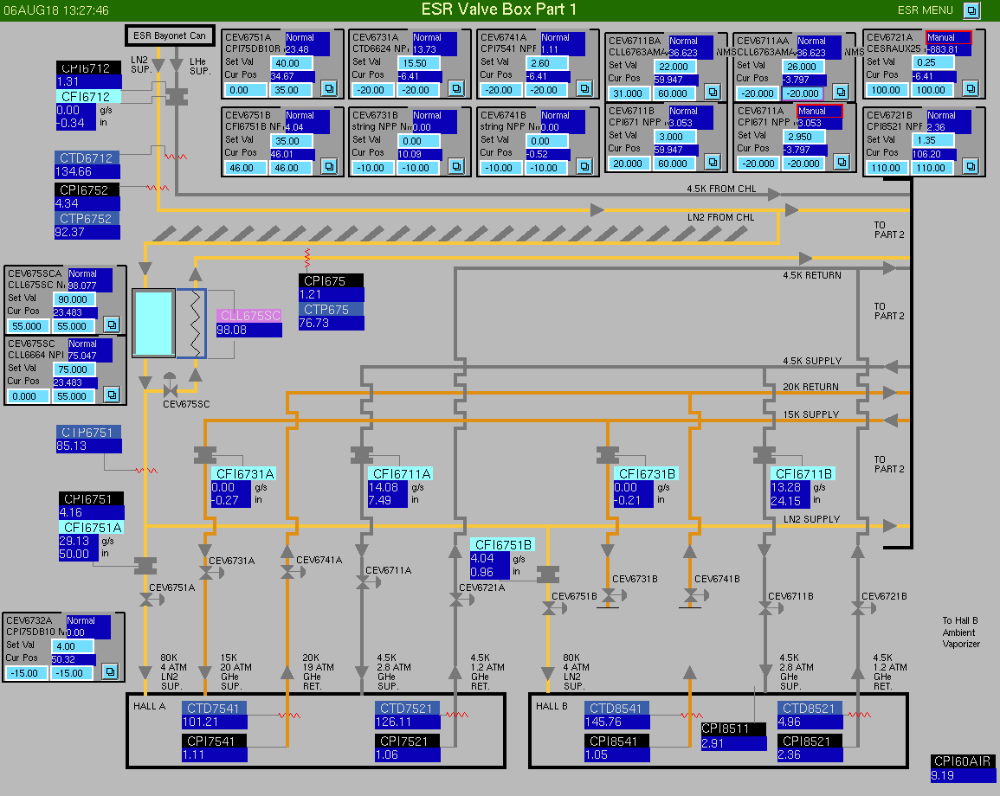 06AUG18 13:27:46
ESR Valve Box Part 1
ESR MENU
ESR Bayonet Can
LN2
SUP.
LHe
SUP.
CEV6751A
Normal
CPI75DB10R
23.48
Set Val
40.00
Cur Pos
34.67
0.00
35.00
CEV6731A
Normal
CTD6624 NP
13.73
Set Val
15.50
Cur Pos
-6.41
-20.00
-20.00
CEV6741A
Normal
CPI7541 NPP
1.11
Set Val
2.60
Cur Pos
-6.41
-20.00
-20.00
CEV6711BA
Normal
CLL6763AMA
36.623
NMS
Set Val
22.000
Cur Pos
59.947
31.000
60.000
CEV6711AA
Normal
CLL6763AMA
36.623
NMS
Set Val
26.000
Cur Pos
-3.797
-20.000
-20.000
CEV6721A
Manual
CESRAUX25
-883.81
Set Val
0.25
Cur Pos
-6.41
100.00
100.00
CEV6751B
Normal
CFI6751B NF
4.04
Set Val
35.00
Cur Pos
46.01
46.00
46.00
CEV6731B
Normal
string NPP
0.00
Set Val
0.00
Cur Pos
10.09
-10.00
-10.00
CEV6741B
Normal
string NPP
0.00
Set Val
0.00
Cur Pos
-0.52
-10.00
-10.00
CEV6711B
Normal
CPI671 NPP
3.053
Set Val
3.000
Cur Pos
59.947
20.000
60.000
CEV6711A
Manual
CPI671 NPP
3.053
Set Val
2.950
Cur Pos
-3.797
-20.000
-20.000
CEV6721B
Normal
CPI8521 NPF
2.36
Set Val
1.35
Cur Pos
106.20
110.00
110.00
CPI6712
1.31
CFI6712
0.00 g/s
-0.34 in
CTD6712
134.66
CPI6752
4.34
CTP6752
92.37
4.5K FROM CHL
LN2 FROM CHL
TO
PART 2
CEV675SCA
Normal
CLL675SC N
98.077
Set Val
90.000
Cur Pos
23.483
55.000
55.000
CEV675SC
Normal
CLL6664 NPI
75.047
Set Val
75.000
Cur Pos
23.483
0.000
55.000
CLL675SC
98.08
CPI675
1.21
CTP675
76.73
4.5K RETURN
TO
PART 2
4.5K SUPPLY
20K RETURN
15K SUPPLY
CEV675SC
CTP6751
85.13
TO
PART 2
CFI6731A
0.00 g/s
-0.27 in
CFI6711A
14.08 g/s
7.49 in
CFI6731B
0.00 g/s
-0.21 in
CFI6711B
13.28 g/s
24.15 in
CPI6751
4.16
CFI6751A
29.13 g/s
50.00 in
LN2 SUPPLY
CFI6751B
4.04 g/s
0.96 in
CEV6751A
CEV6731A
CEV6741A
CEV6711A
CEV6721A
CEV6751B
CEV6731B
CEV6741B
CEV6711B
CEV6721B
CEV6732A
Normal
CPI75DB10 N
0.00
Set Val
4.00
Cur Pos
50.32
-15.00
-15.00
To Hall B
Ambient
Vaporizer
80K
4 ATM
LN2
SUP.
15K
20 ATM
GHe
SUP.
20K
19 ATM
GHe
RET.
4.5K
2.8 ATM
GHe
SUP.
4.5K
1.2 ATM
GHe
RET.
80K
4 ATM
LN2
SUP.
4.5K
2.8 ATM
GHe
SUP.
4.5K
1.2 ATM
GHe
RET.
HALL A
CTD7541
101.21
CPI7541
1.11
CTD7521
126.11
CPI7521
1.06
HALL B
CTD8541
145.76
CPI8541
1.05
CPI8511
2.91
CTD8521
4.96
CPI8521
2.36
CPI60AIR
9.19